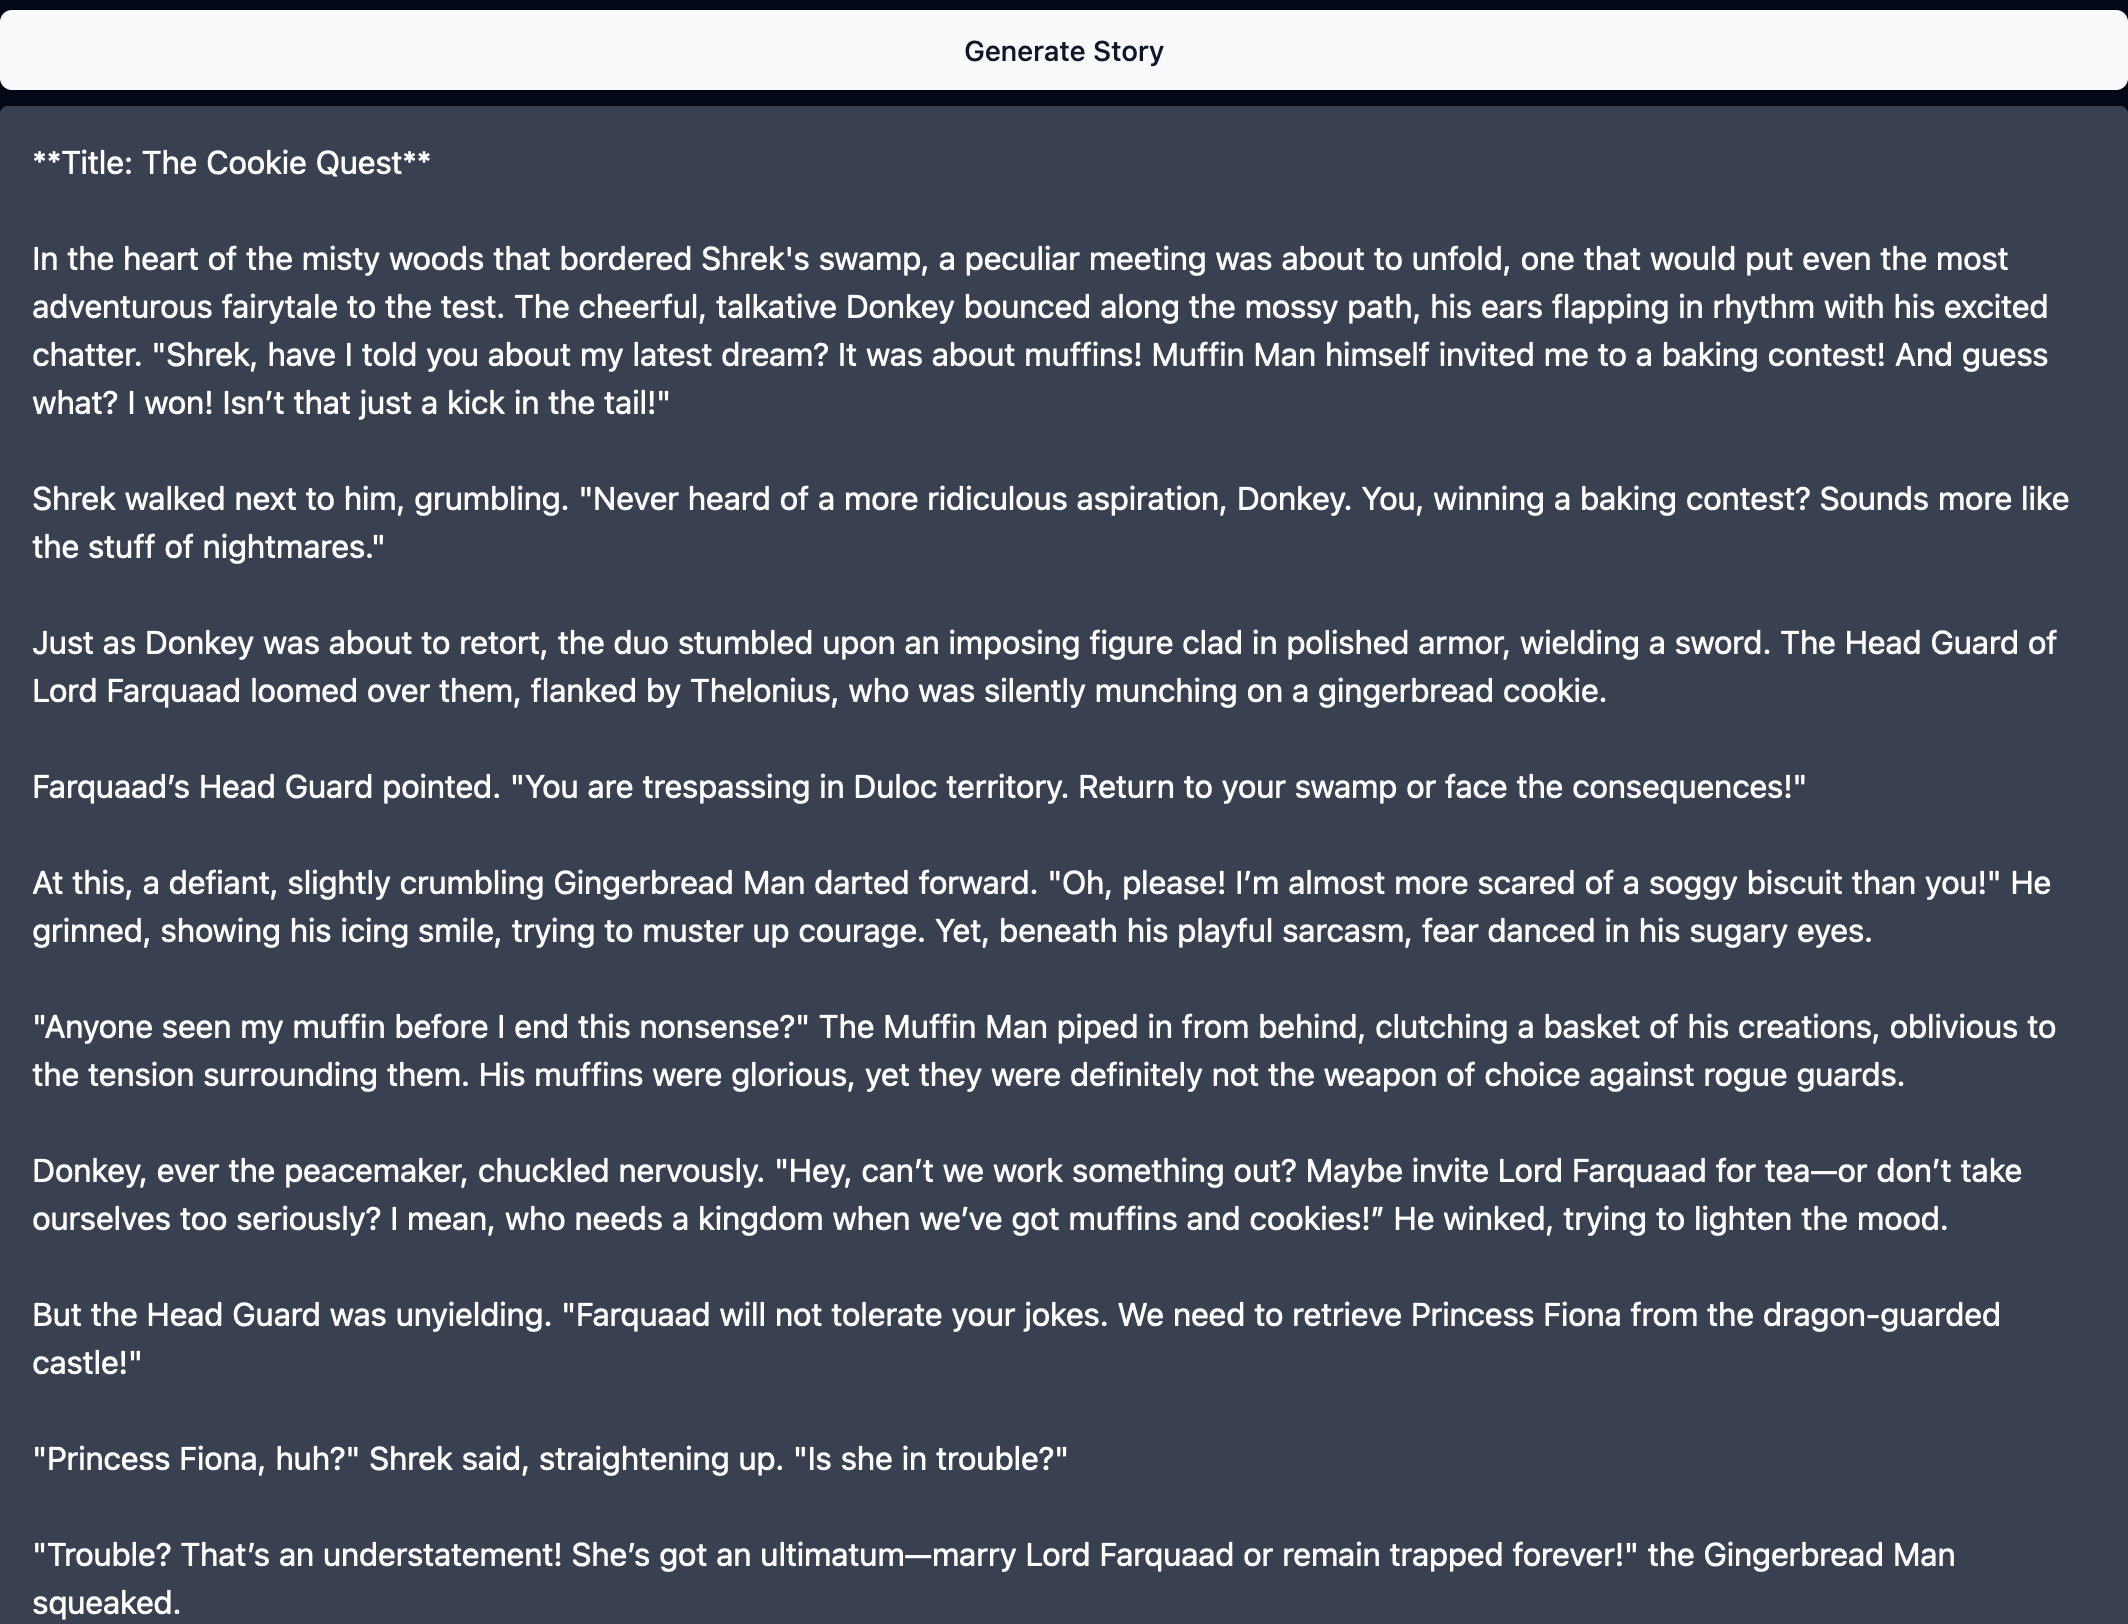 Generate Story
**Title: The Cookie Quest**
In the heart of the misty woods that bordered Shrek's swamp, a peculiar meeting was about to unfold, one that would put even the most
adventurous fairytale to the test. The cheerful, talkative Donkey bounced along the mossy path, his ears flapping in rhythm with his excited
chatter. "Shrek, have I told you about my latest dream? It was about muffins! Muffin Man himself invited me to a baking contest! And guess
what? I won! Isn’t that just a kick in the tail!"
Shrek walked next to him, grumbling. "Never heard of a more ridiculous aspiration, Donkey. You, winning a baking contest? Sounds more like
the stuff of nightmares."
Just as Donkey was about to retort, the duo stumbled upon an imposing figure clad in polished armor, wielding a sword. The Head Guard of
Lord Farquaad loomed over them, flanked by Thelonius, who was silently munching on a gingerbread cookie.
Farquaad’s Head Guard pointed. "You are trespassing in Duloc territory. Return to your swamp or face the consequences!"
At this, a defiant, slightly crumbling Gingerbread Man darted forward. "Oh, please! I’m almost more scared of a soggy biscuit than you!" He
grinned, showing his icing smile, trying to muster up courage. Yet, beneath his playful sarcasm, fear danced in his sugary eyes.
"Anyone seen my muffin before I end this nonsense?" The Muffin Man piped in from behind, clutching a basket of his creations, oblivious to
the tension surrounding them. His muffins were glorious, yet they were definitely not the weapon of choice against rogue guards.
Donkey, ever the peacemaker, chuckled nervously. "Hey, can’t we work something out? Maybe invite Lord Farquaad for tea—or don’t take
ourselves too seriously? I mean, who needs a kingdom when we’ve got muffins and cookies!” He winked, trying to lighten the mood.
But the Head Guard was unyielding. "Farquaad will not tolerate your jokes. We need to retrieve Princess Fiona from the dragon-guarded
castle!"
"Princess Fiona, huh?" Shrek said, straightening up. "Is she in trouble?"
"Trouble? That’s an understatement! She’s got an ultimatum—marry Lord Farquaad or remain trapped forever!" the Gingerbread Man
squeaked.